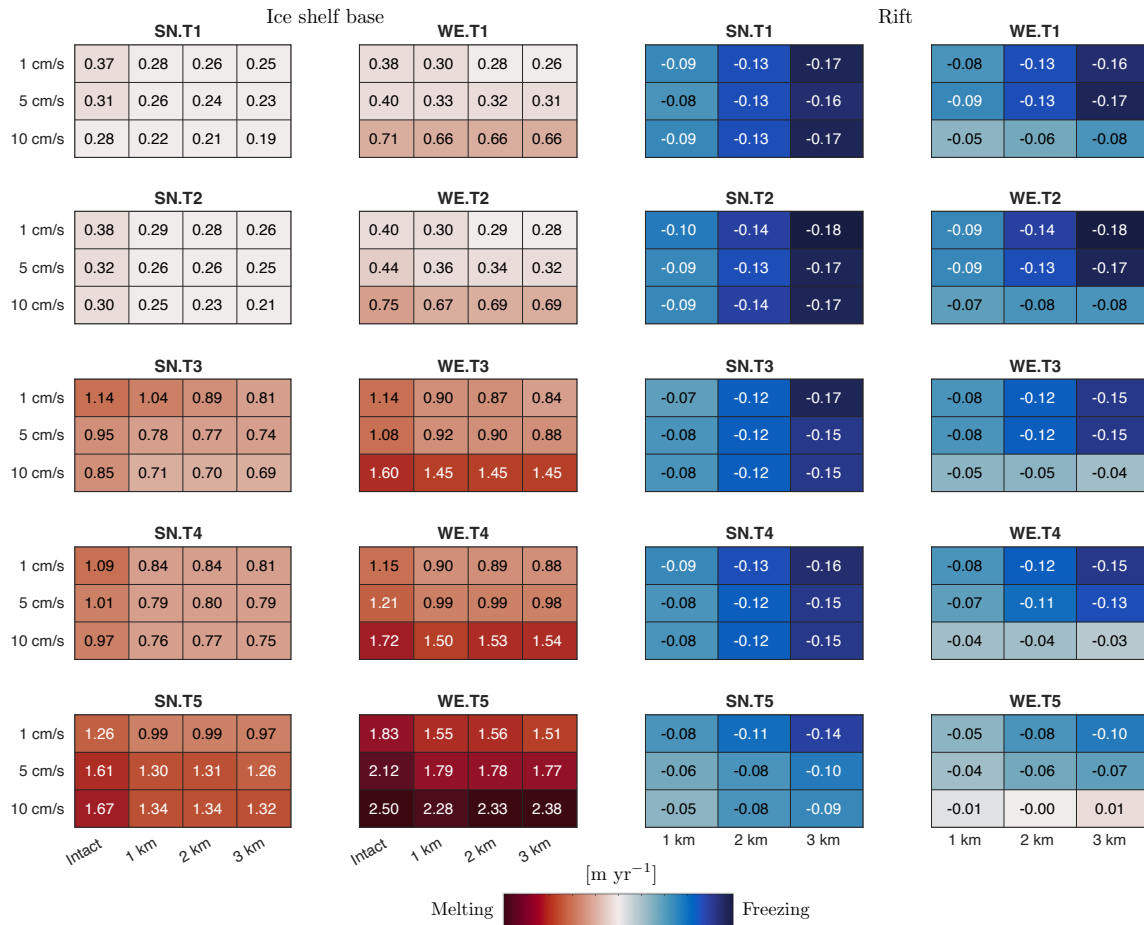 Ice shelf base Rift
SN.T1 WE.T1 SN.T1 WE.T1
1 cm/s 0.37 0.28 0.26 0.25 0.38 0.30 0.28 0.26 -0.09 -0.13 -0.17 -0.08 -0.13 -0.16
5 cm/s 0.31 0.26 0.24 0.23 0.40 0.33 0.32 0.31 -0.08 -0.13 -0.16 -0.09 -0.13 -0.17
10 cm/s 0.28 0.22 0.21 0.19 0.71 0.66 0.66 0.66 -0.09 -0.13 -0.17 -0.05 -0.06 -0.08
SN.T2 WE.T2 SN.T2 WE.T2
1 cm/s 0.38 0.29 0.28 0.26 0.40 0.30 0.29 0.28 -0.10 -0.14 -0.18 -0.09 -0.14 -0.18
5 cm/s 0.32 0.26 0.26 0.25 0.44 0.36 0.34 0.32 -0.09 -0.13 -0.17 -0.09 -0.13 -0.17
10 cm/s 0.30 0.25 0.23 0.21 0.75 0.67 0.69 0.69 -0.09 -0.14 -0.17 -0.07 -0.08 -0.08
SN.T3 WE.T3 SN.T3 WE.T3
1 cm/s 1.14 1.04 0.89 0.81 1.14 0.90 0.87 0.84 -0.07 -0.12 -0.17 -0.08 -0.12 -0.15
5 cm/s 0.95 0.78 0.77 0.74 1.08 0.92 0.90 0.88 -0.08 -0.12 -0.15 -0.08 -0.12 -0.15
10 cm/s 0.85 0.71 0.70 0.69 1.60 1.45 1.45 1.45 -0.08 -0.12 -0.15 -0.05 -0.05 -0.04
SN.T4 WE.T4 SN.T4 WE.T4
1 cm/s 1.09 0.84 0.84 0.81 1.15 0.90 0.89 0.88 -0.09 -0.13 -0.16 -0.08 -0.12 -0.15
5 cm/s 1.01 0.79 0.80 0.79 1.21 0.99 0.99 0.98 -0.08 -0.12 -0.15 -0.07 -0.11 -0.13
10 cm/s 0.97 0.76 0.77 0.75 1.72 1.50 1.53 1.54 -0.08 -0.12 -0.15 -0.04 -0.04 -0.03
SN.T5 WE.T5 SN.T5 WE.T5
1 cm/s 1.26 0.99 0.99 0.97 1.83 1.55 1.56 1.51 -0.08 -0.11 -0.14 -0.05 -0.08 -0.10
5 cm/s 1.61 1.30 1.31 1.26 2.12 1.79 1.78 1.77 -0.06 -0.08 -0.10 -0.04 -0.06 -0.07
10 cm/s 1.67 1.34 1.34 1.32 2.50 2.28 2.33 2.38 -0.05 -0.08 -0.09 -0.01 -0.00 0.01
Intact 1 km 2 km 3 km Intact 1 km 2 km 3 km 1 km 2 km 3 km 1 km 2 km 3 km
[m yr⁻¹]
Melting Freezing